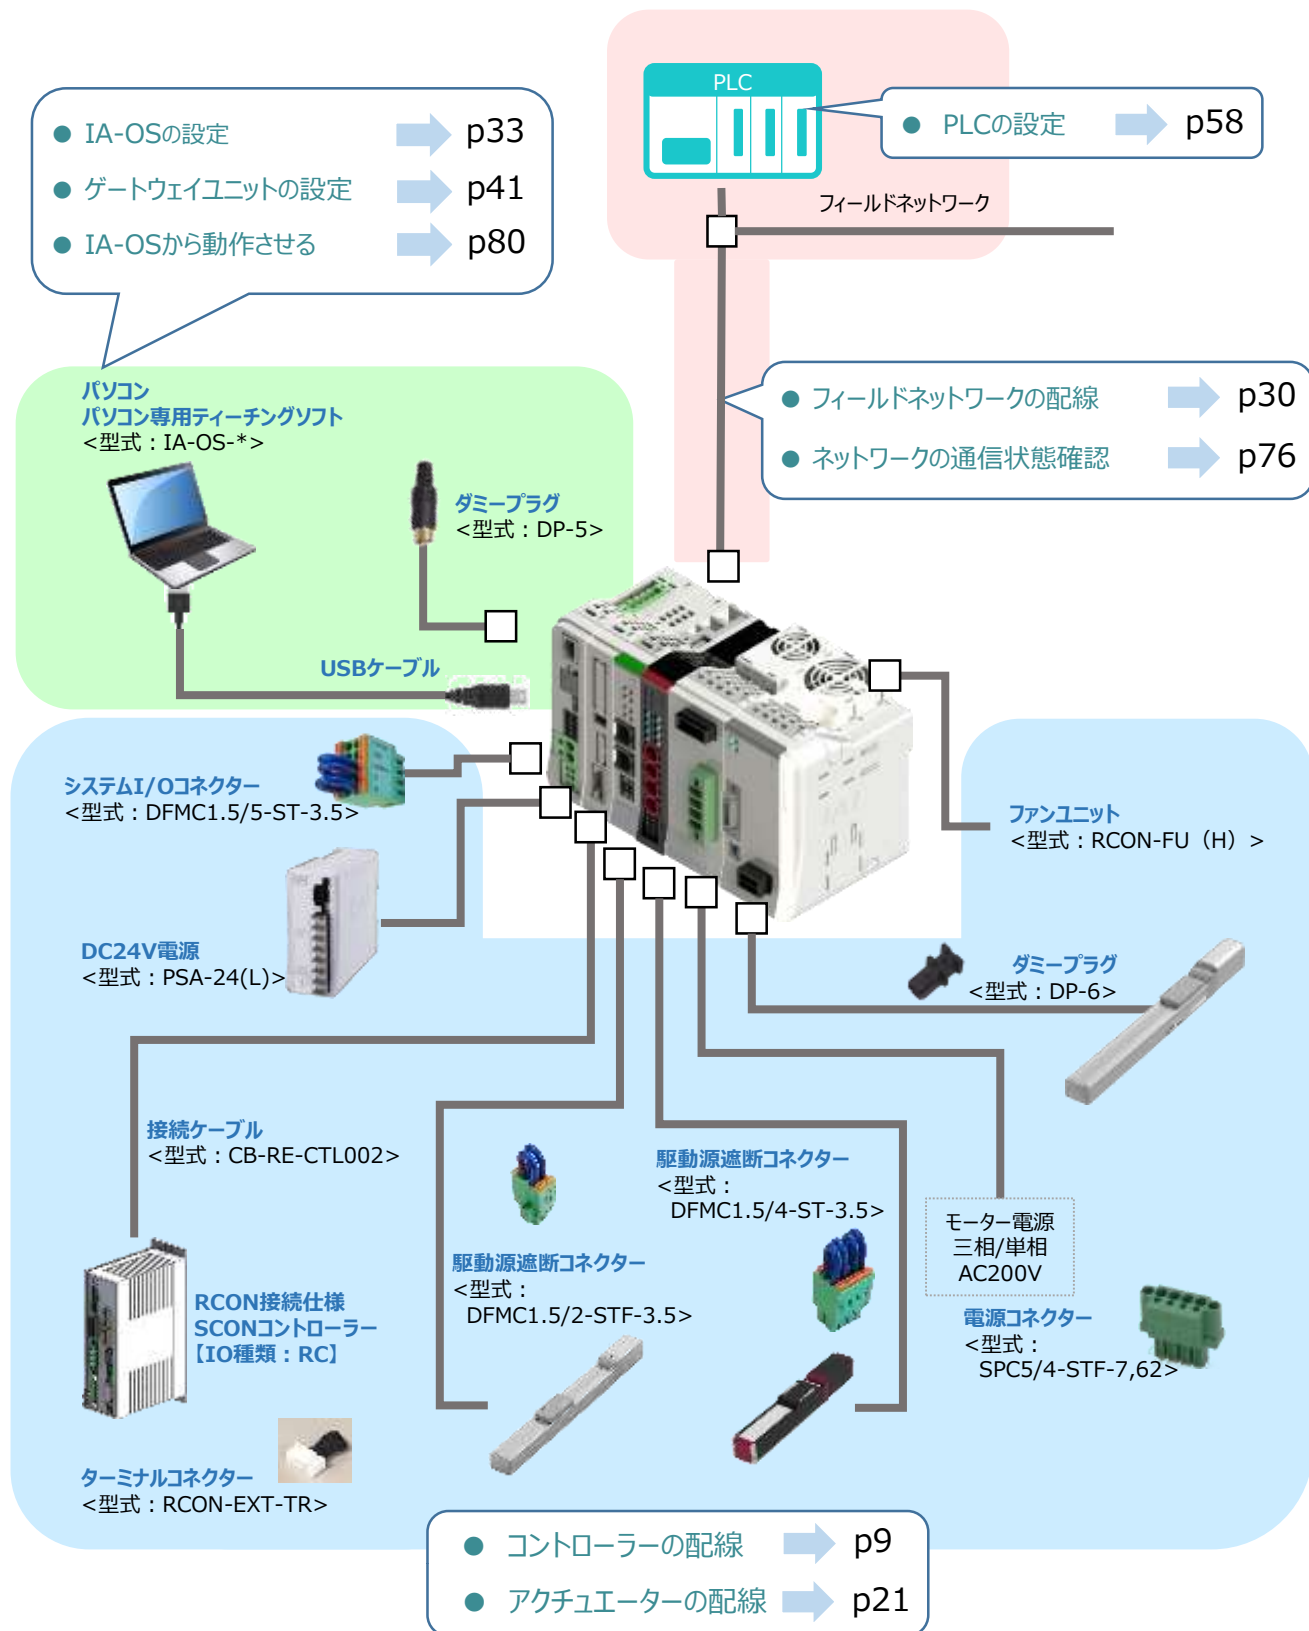 PLC
● IA-OSの設定 p33
● ゲートウェイユニットの設定 p41
● IA-OSから動作させる p80
● PLCの設定 p58
フィールドネットワーク
● フィールドネットワークの配線 p30
● ネットワークの通信状態確認 p76
パソコン
パソコン専用ティーチングソフト
<型式：IA-OS-*>
ダミープラグ
<型式：DP-5>
USBケーブル
システムI/Oコネクター
<型式：DFMC1.5/5-ST-3.5>
ファンユニット
<型式：RCON-FU（H）>
DC24V電源
<型式：PSA-24(L)>
ダミープラグ
<型式：DP-6>
接続ケーブル
<型式：CB-RE-CTL002>
駆動源遮断コネクター
<型式：
DFMC1.5/4-ST-3.5>
モーター電源
三相/単相
AC200V
駆動源遮断コネクター
<型式：
DFMC1.5/2-STF-3.5>
RCON接続仕様
SCONコントローラー
【IO種類：RC】
電源コネクター
<型式：
SPC5/4-STF-7,62>
ターミナルコネクター
<型式：RCON-EXT-TR>
● コントローラーの配線 p9
● アクチュエーターの配線 p21